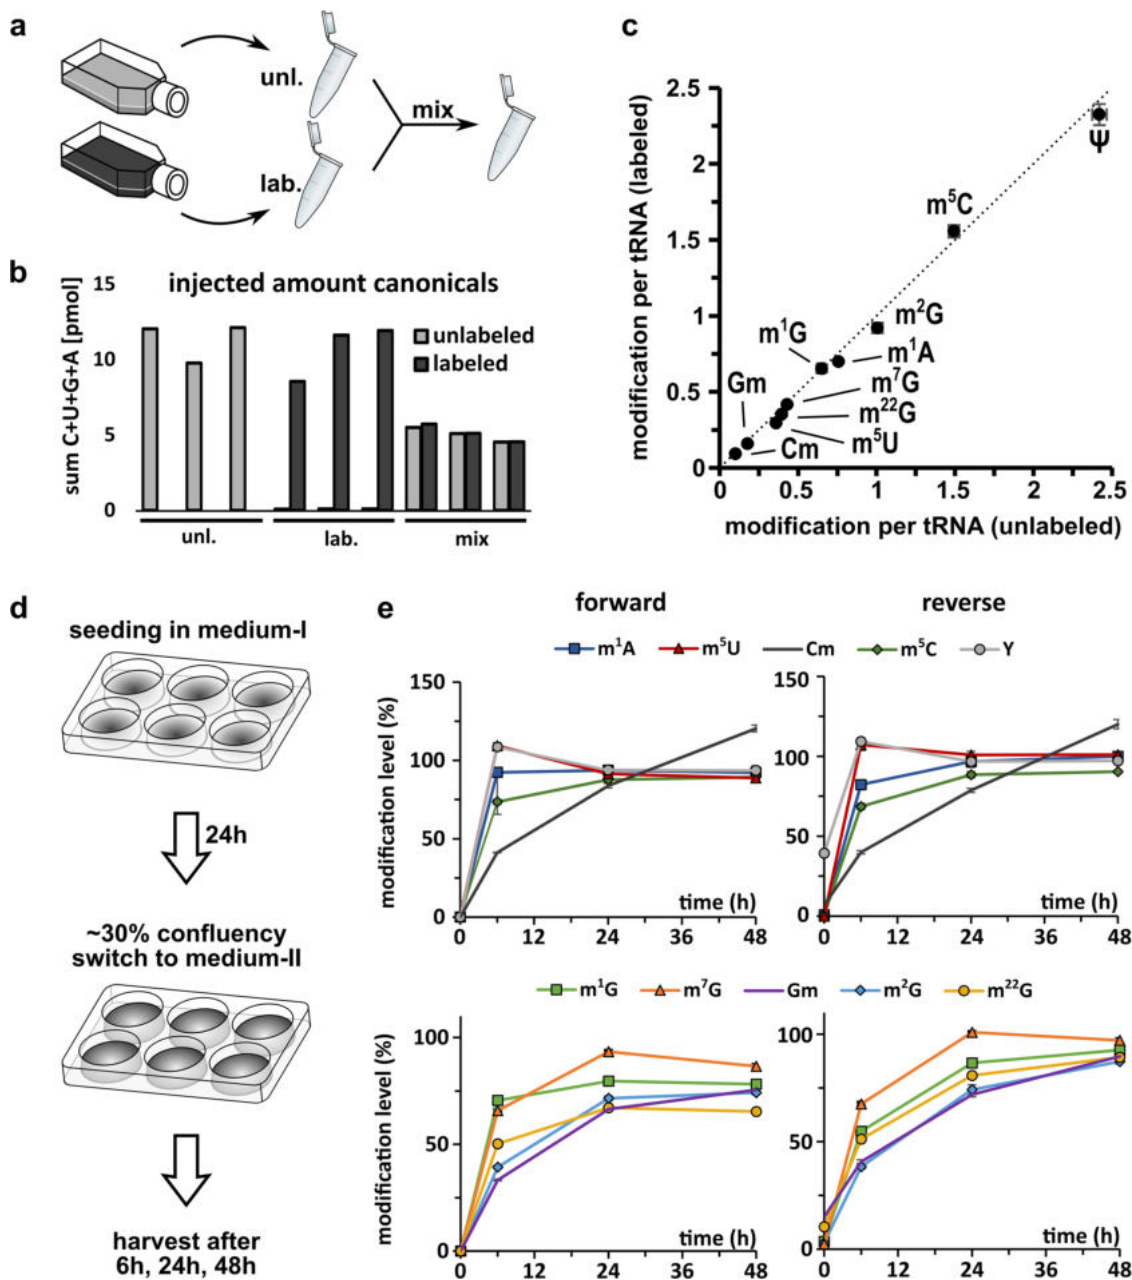 a
unl.
lab.
mix
b
injected amount canonicals
sum C+U+G+A [pmol]
15
10
5
0
unlabeled
labeled
unl.
lab.
mix
c
modification per tRNA (labeled)
2.5
2
1.5
1
0.5
0
Ψ
m⁵C
m²G
m¹G
m¹A
m⁷G
Gm
m²²G
m⁵U
Cm
0 0.5 1 1.5 2 2.5
modification per tRNA (unlabeled)
d
seeding in medium-I
24h
~30% confluency
switch to medium-II
harvest after
6h, 24h, 48h
e
forward
reverse
m¹A m⁵U Cm m⁵C Y
modification level (%)
150
100
50
0
time (h)
0 12 24 36 48
150
100
50
0
time (h)
0 12 24 36 48
m¹G m⁷G Gm m²G m²²G
modification level (%)
100
50
0
time (h)
0 12 24 36 48
100
50
0
time (h)
0 12 24 36 48